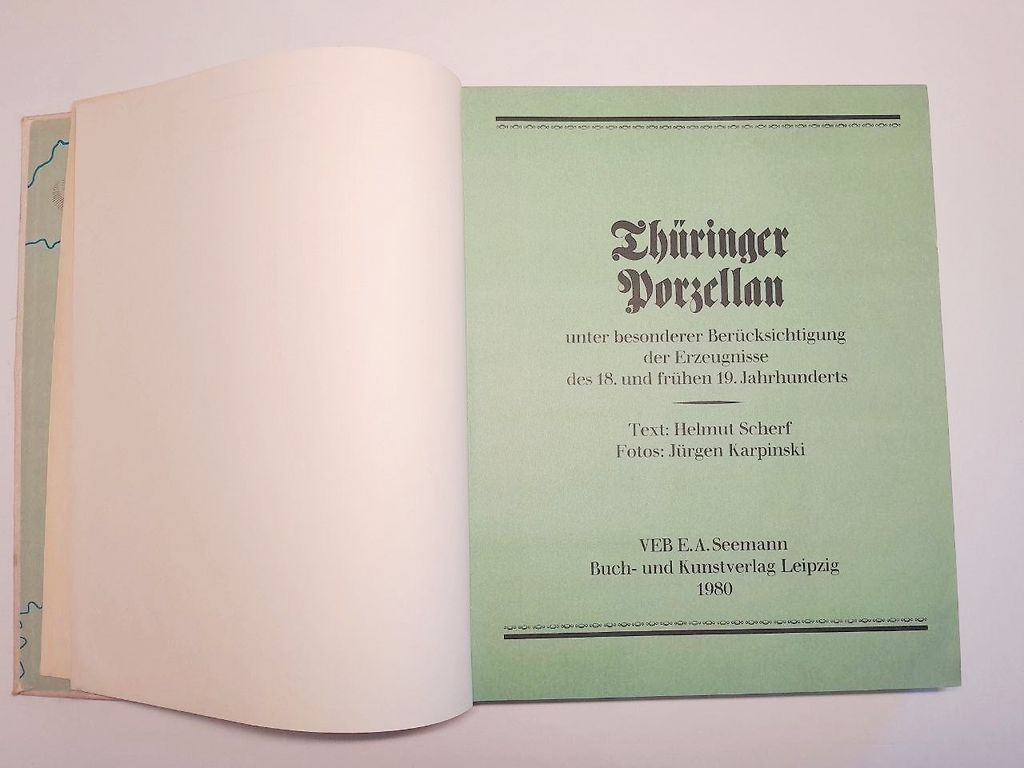 Thüringer
Porzellan
unter besonderer Berücksichtigung
der Erzeugnisse
des 18. und frühen 19. Jahrhunderts
Text: Helmut Scherf
Fotos: Jürgen Karpinski
VEB E. A. Seemann
Buch- und Kunstverlag Leipzig
1980